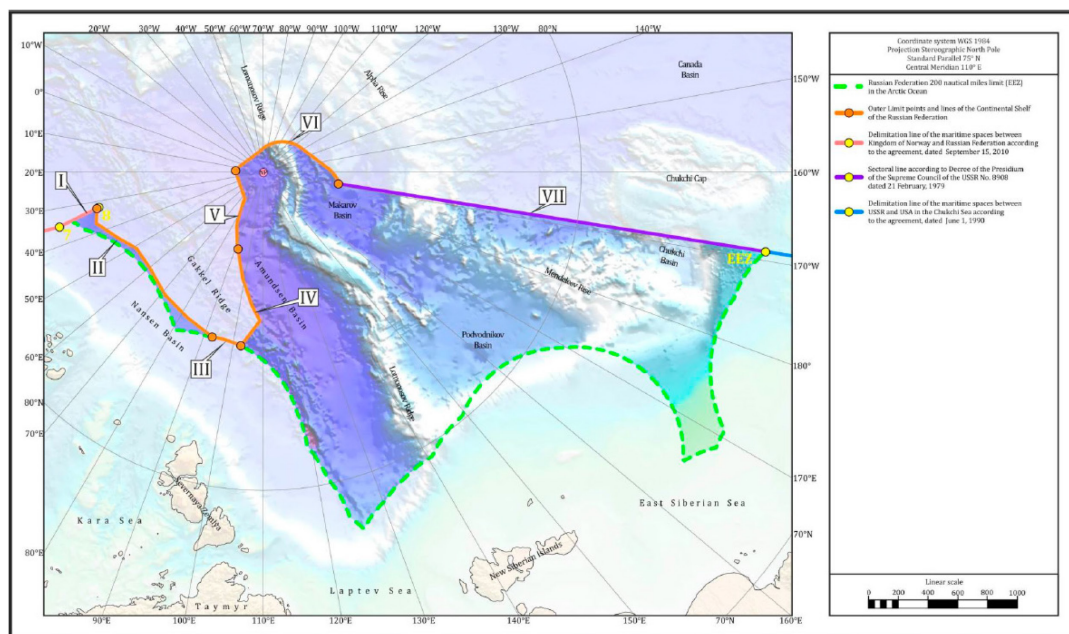 20°W 30°W 40°W 50°W 60°W 70°W 80°W 90°W 100°W 110°W 120°W 130°W 80°N 140°W
10°W
0°
10°E
20°E
30°E
40°E
50°E
60°E
80°N
70°E
80°E
90°E 100°E 110°E 120°E 130°E 140°E 150°E 70°N 160°E
150°W
160°W
170°W
180°
170°E
70°N
Lomonosov Ridge
Alpha Rise
Canada
Basin
Chukchi Cap
VI
I
V
VII
II
IV
III
8
7
Makarov
Basin
Chukchi
Basin
EEZ
Mendeleev Rise
Gakkel Ridge
Amundsen Basin
Nansen Basin
Podvodnikov
Basin
Lomonosov Ridge
East Siberian Sea
Severnaya Zemlya
Kara Sea
New Siberian Islands
Laptev Sea
Taymyr
Coordinate system WGS 1984
Projection Stereographic North Pole
Standard Parallel 75° N
Central Meridian 110° E
Russian Federation 200 nautical miles limit (EEZ)
in the Arctic Ocean
Outer Limit points and lines of the Continental Shelf
of the Russian Federation
Delimitation line of the maritime spaces between
Kingdom of Norway and Russian Federation according
to the agreement, dated September 15, 2010
Sectoral line according to Decree of the Presidium
of the Supreme Council of the USSR No. 8908
dated 21 February, 1979
Delimitation line of the maritime spaces between
USSR and USA in the Chukchi Sea according
to the agreement, dated June 1, 1990
Linear scale
0 200 400 600 800 1000